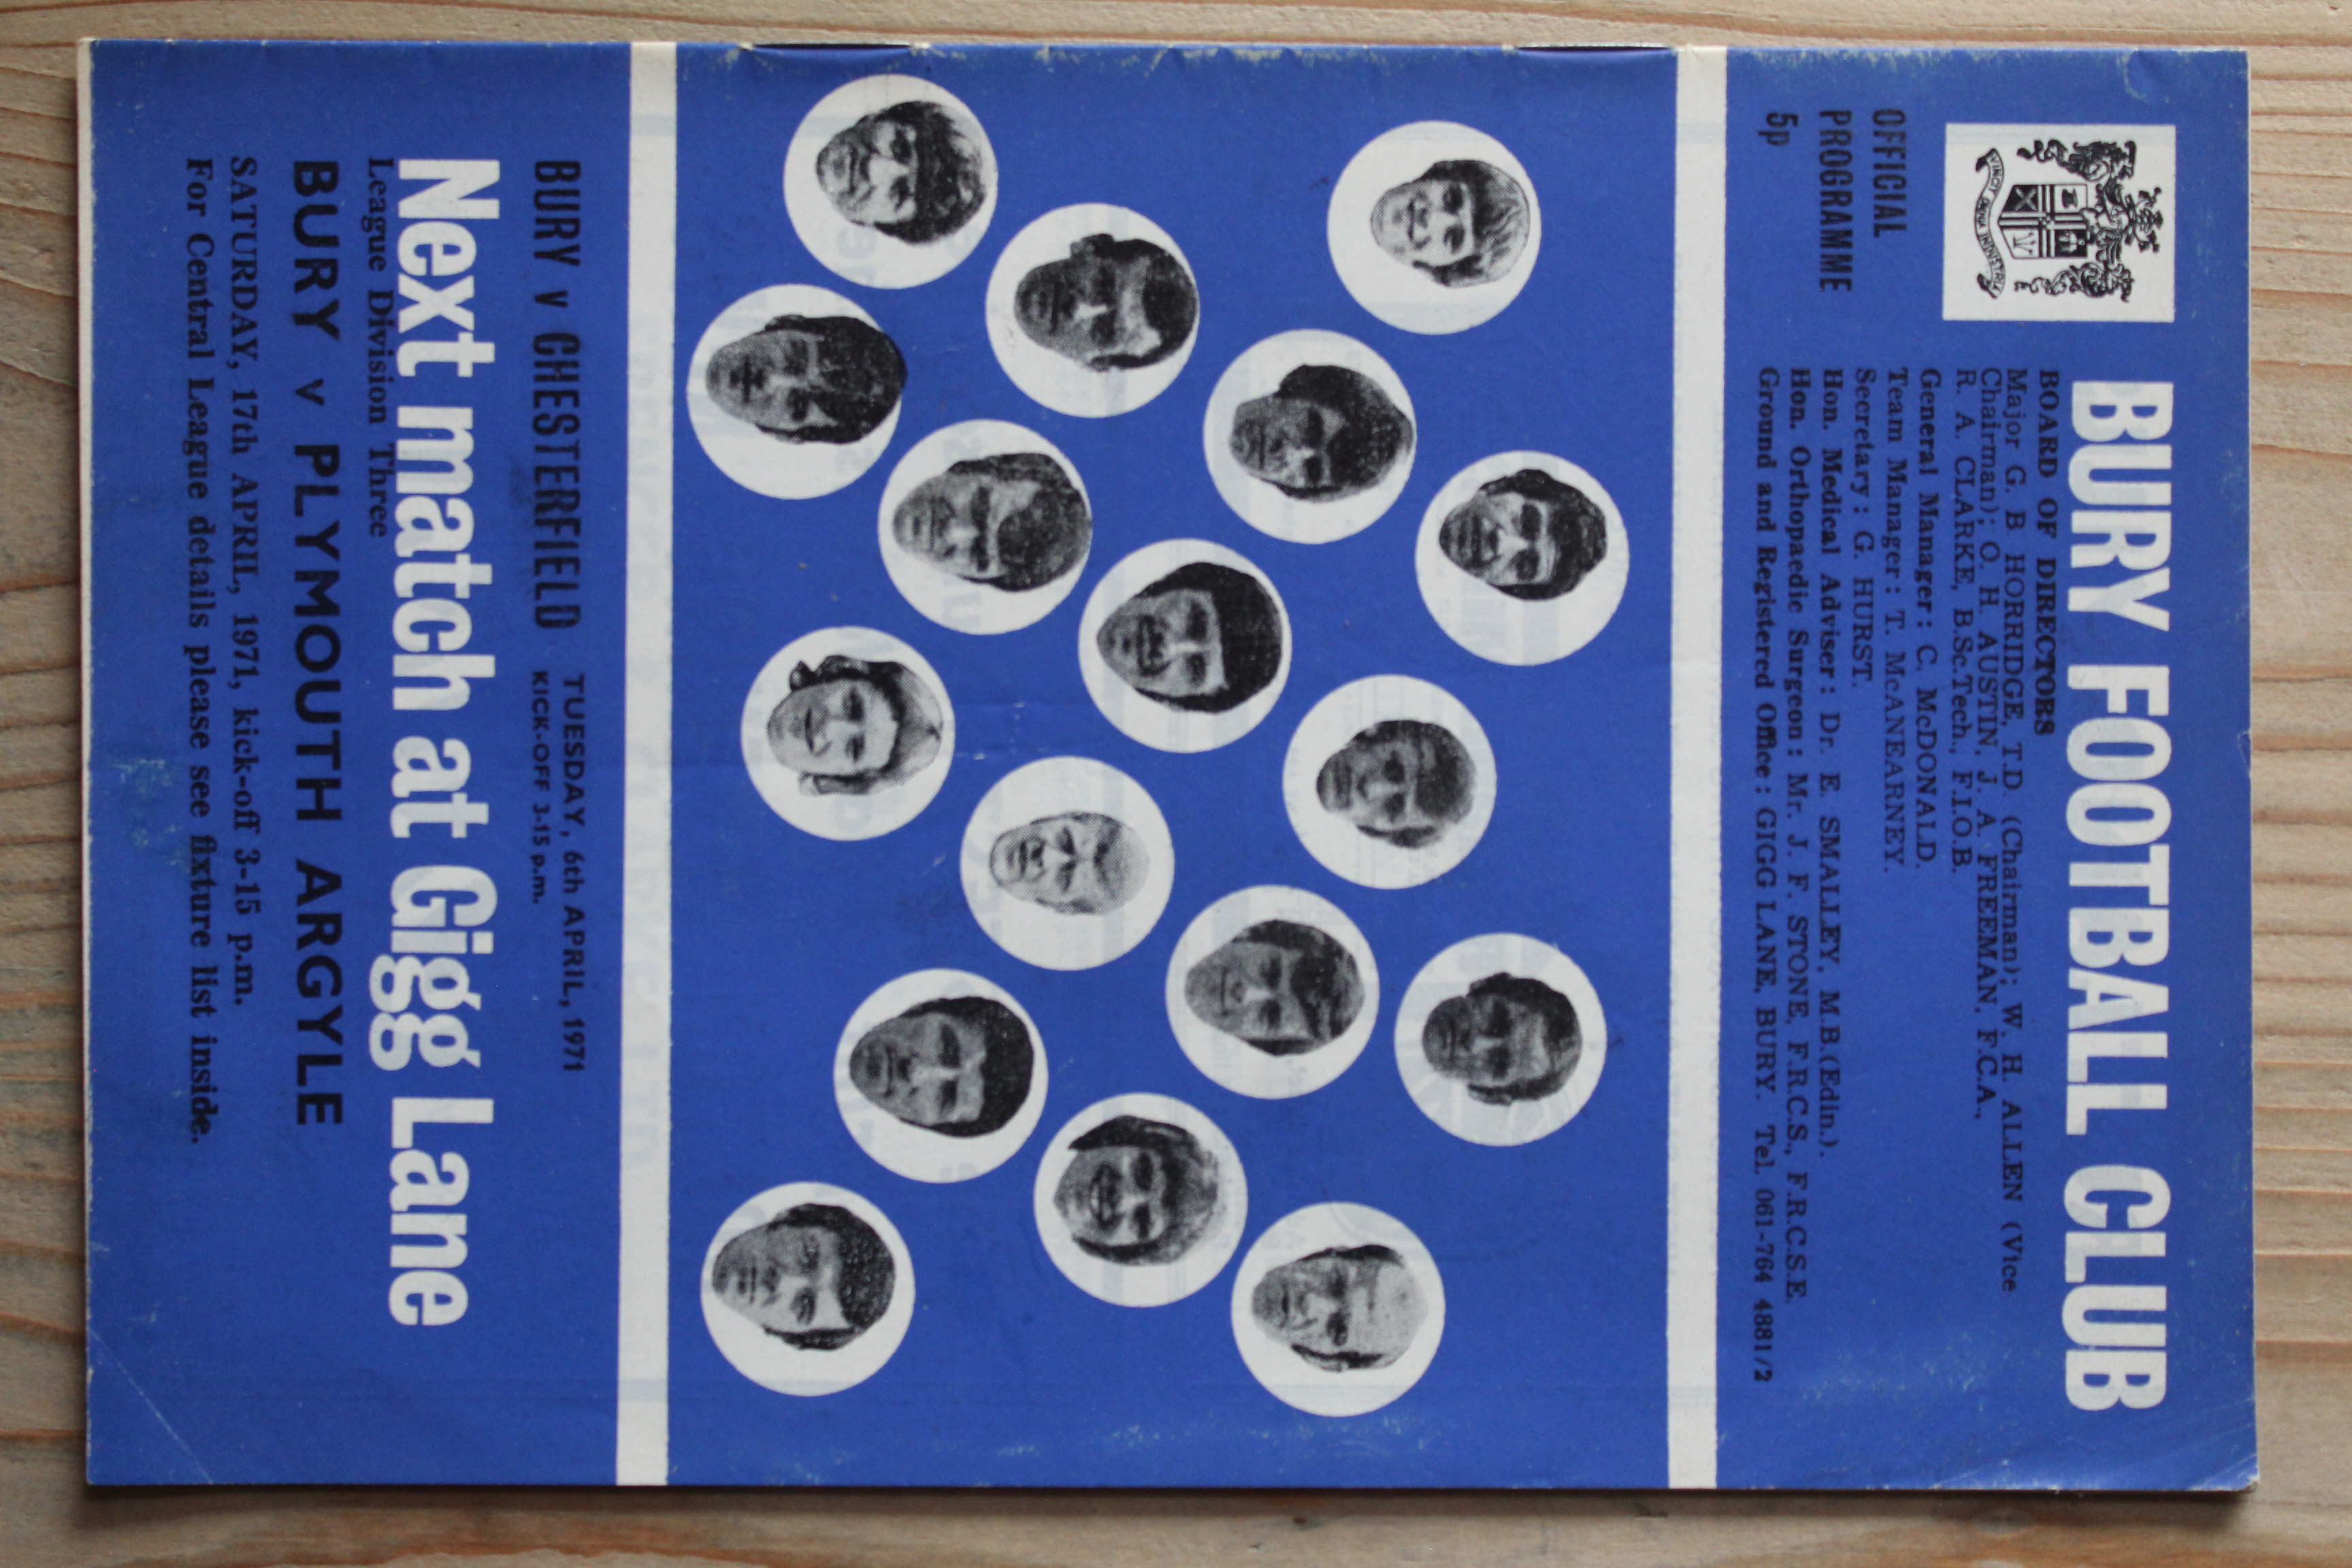 VINCIT OMNIA INDUSTRIA
BURY FOOTBALL CLUB
OFFICIAL
PROGRAMME
5p
BOARD OF DIRECTORS
Major G. B. HORRIDGE, T.D. (Chairman); W. H. ALLEN (Vice
Chairman); O. H. AUSTIN, J. A. FREEMAN, F.C.A.,
R. A. CLARKE, B.Sc.Tech., F.I.O.B.
General Manager: C. McDONALD.
Team Manager: T. McANEARNEY.
Secretary: G. HURST.
Hon. Medical Adviser: Dr. E. SMALLEY, M.B.(Edin.).
Hon. Orthopaedic Surgeon: Mr. J. F. STONE, F.R.C.S., F.R.C.S.E.
Ground and Registered Office: GIGG LANE, BURY. Tel. 061-764 4881/2
BURY v CHESTERFIELD TUESDAY, 6th APRIL, 1971
KICK-OFF 3-15 p.m.
Next match at Gigg Lane
League Division Three
BURY v PLYMOUTH ARGYLE
SATURDAY, 17th APRIL, 1971, kick-off 3-15 p.m.
For Central League details please see fixture list inside.